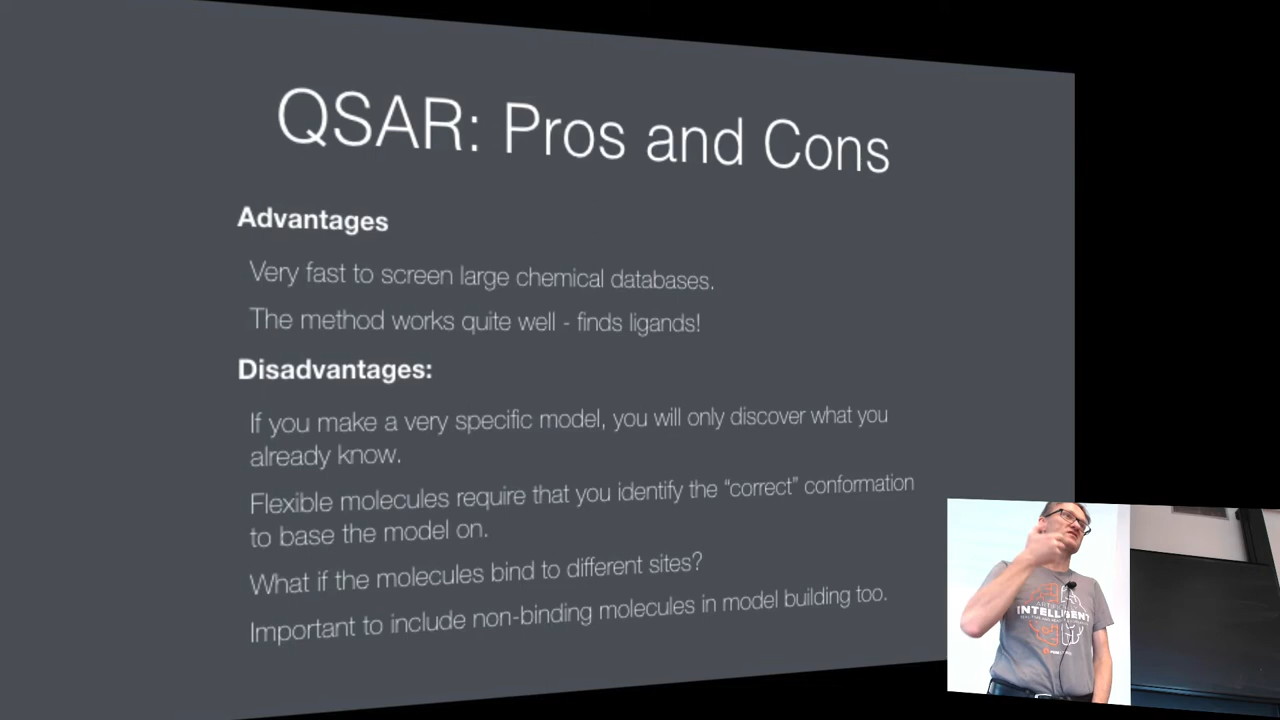 QSAR: Pros and Cons
Advantages
Very fast to screen large chemical databases.
The method works quite well - finds ligands!
Disadvantages:
If you make a very specific model, you will only discover what you
already know.
Flexible molecules require that you identify the “correct” conformation
to base the model on.
What if the molecules bind to different sites?
Important to include non-binding molecules in model building too.
INTELLIGENT